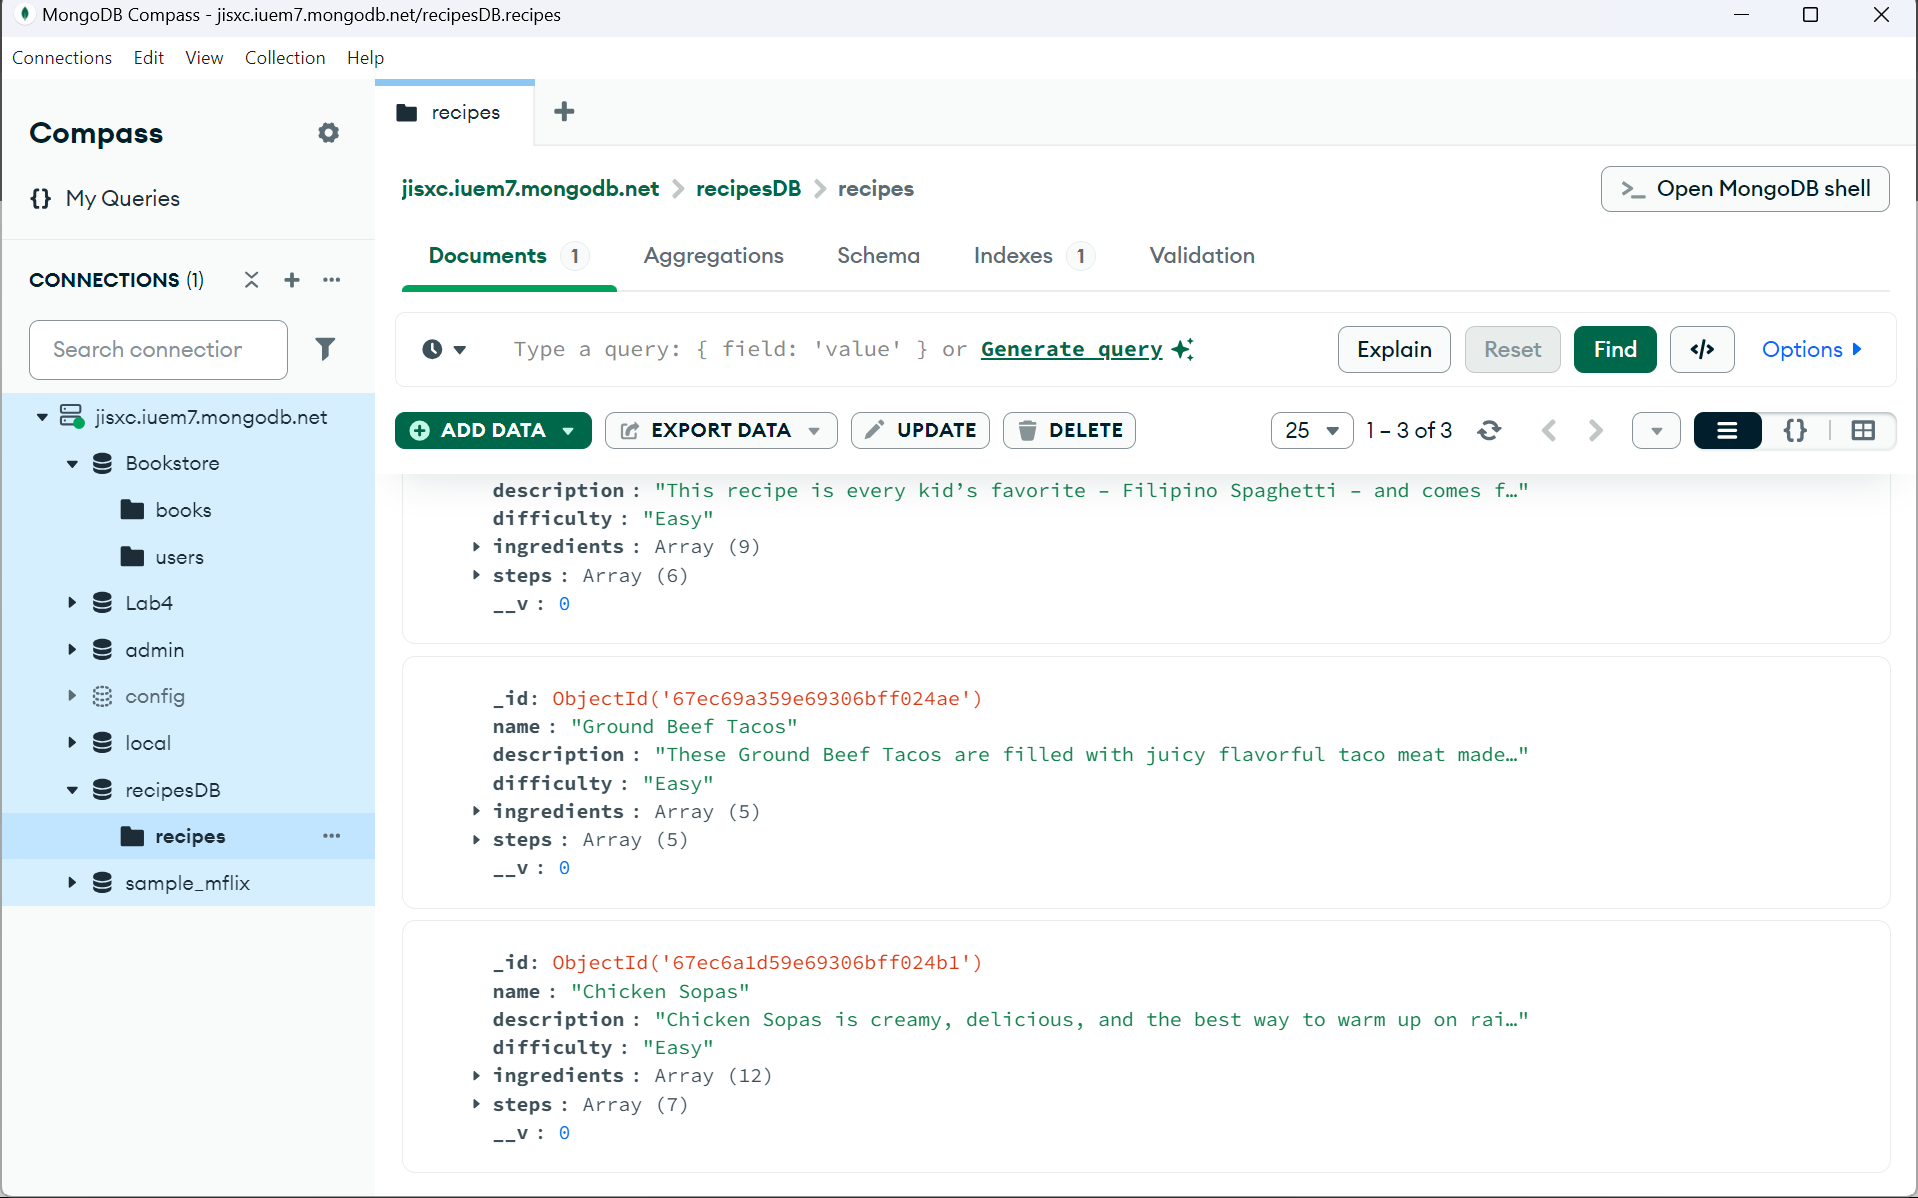 MongoDB Compass - jisxc.iuem7.mongodb.net/recipesDB.recipes
Connections Edit View Collection Help
Compass
{} My Queries
CONNECTIONS (1)
Search connection
jisxc.iuem7.mongodb.net
Bookstore
books
users
Lab4
admin
config
local
recipesDB
recipes
sample_mflix
recipes
jisxc.iuem7.mongodb.net > recipesDB > recipes
>_ Open MongoDB shell
Documents 1 Aggregations Schema Indexes 1 Validation
Type a query: { field: 'value' } or Generate query
Explain Reset Find </> Options
ADD DATA EXPORT DATA UPDATE DELETE
25 1 – 3 of 3 {}
description : "This recipe is every kid’s favorite – Filipino Spaghetti – and comes f…"
difficulty : "Easy"
ingredients : Array (9)
steps : Array (6)
__v : 0
_id: ObjectId('67ec69a359e69306bff024ae')
name : "Ground Beef Tacos"
description : "These Ground Beef Tacos are filled with juicy flavorful taco meat made…"
difficulty : "Easy"
ingredients : Array (5)
steps : Array (5)
__v : 0
_id: ObjectId('67ec6a1d59e69306bff024b1')
name : "Chicken Sopas"
description : "Chicken Sopas is creamy, delicious, and the best way to warm up on rai…"
difficulty : "Easy"
ingredients : Array (12)
steps : Array (7)
__v : 0